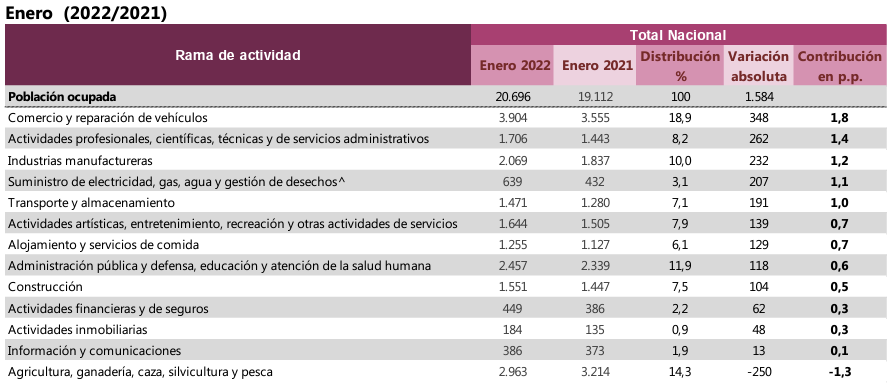 Enero (2022/2021)
Rama de actividad Total Nacional
Enero 2022 Enero 2021 Distribución % Variación absoluta Contribución en p.p.
Población ocupada 20.696 19.112 100 1.584
Comercio y reparación de vehículos 3.904 3.555 18,9 348 1,8
Actividades profesionales, científicas, técnicas y de servicios administrativos 1.706 1.443 8,2 262 1,4
Industrias manufactureras 2.069 1.837 10,0 232 1,2
Suministro de electricidad, gas, agua y gestión de desechos^ 639 432 3,1 207 1,1
Transporte y almacenamiento 1.471 1.280 7,1 191 1,0
Actividades artísticas, entretenimiento, recreación y otras actividades de servicios 1.644 1.505 7,9 139 0,7
Alojamiento y servicios de comida 1.255 1.127 6,1 129 0,7
Administración pública y defensa, educación y atención de la salud humana 2.457 2.339 11,9 118 0,6
Construcción 1.551 1.447 7,5 104 0,5
Actividades financieras y de seguros 449 386 2,2 62 0,3
Actividades inmobiliarias 184 135 0,9 48 0,3
Información y comunicaciones 386 373 1,9 13 0,1
Agricultura, ganadería, caza, silvicultura y pesca 2.963 3.214 14,3 -250 -1,3